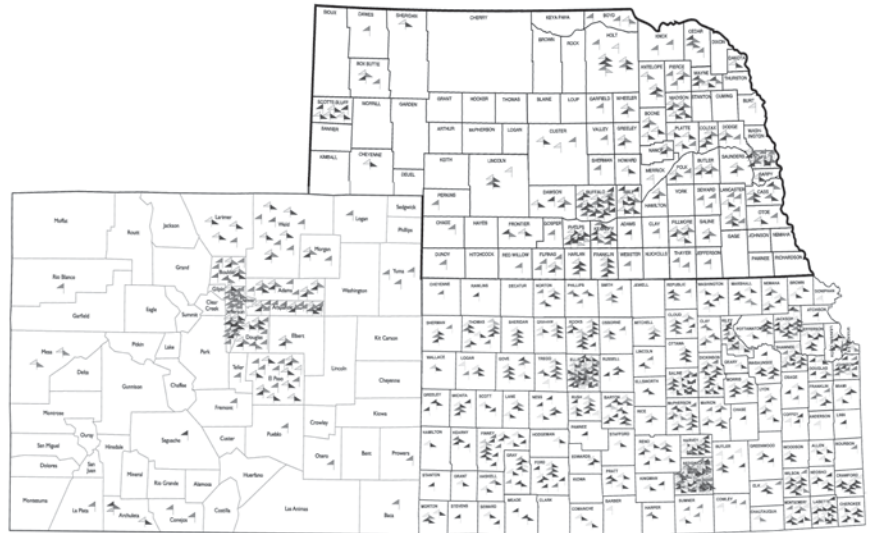 SIOUX DAWES SHERIDAN CHERRY KEYA PAHA BOYD
BROWN ROCK HOLT KNOX CEDAR DIXON
DAKOTA
BOX BUTTE ANTELOPE PIERCE WAYNE THURSTON
SCOTTS BLUFF MORRILL GARDEN GRANT HOOKER THOMAS BLAINE LOUP GARFIELD WHEELER MADISON STANTON CUMING BURT
BOONE
BANNER ARTHUR McPHERSON LOGAN CUSTER VALLEY GREELEY PLATTE COLFAX DODGE WASH-
INGTON
NANCE
KIMBALL CHEYENNE DEUEL KEITH LINCOLN SHERMAN HOWARD MERRICK POLK BUTLER SAUNDERS
SARPY
PERKINS DAWSON BUFFALO HALL HAMILTON YORK SEWARD LANCASTER CASS
OTOE
CHASE HAYES FRONTIER GOSPER PHELPS ADAMS CLAY FILLMORE SALINE
GAGE JOHNSON NEMAHA
DUNDY HITCHCOCK RED WILLOW FURNAS HARLAN FRANKLIN WEBSTER NUCKOLLS THAYER JEFFERSON
PAWNEE RICHARDSON
Moffat Routt Jackson Larimer Weld Logan Sedgwick
Phillips
Morgan
Rio Blanco Grand Boulder Adams Washington Yuma
Gilpin
Clear
Creek
Garfield Eagle Summit Douglas Elbert Kit Carson
Pitkin Lake Park
Mesa Delta Gunnison Chaffee Teller El Paso Lincoln Cheyenne
Fremont Kiowa
Montrose Crowley
Ouray Saguache Custer Pueblo
San Miguel Hinsdale Otero Bent Prowers
Dolores San
Juan Mineral Rio Grande Alamosa Huerfano
Montezuma La Plata Archuleta Conejos Costilla Las Animas Baca
CHEYENNE RAWLINS DECATUR NORTON PHILLIPS SMITH JEWELL REPUBLIC WASHINGTON MARSHALL NEMAHA BROWN DONIPHAN
ATCHISON
SHERMAN THOMAS SHERIDAN GRAHAM ROOKS OSBORNE MITCHELL CLOUD CLAY RILEY POTTAWATOMIE JACKSON
OTTAWA
WALLACE LOGAN GOVE TREGO RUSSELL LINCOLN DICKINSON GEARY
SALINE MORRIS OSAGE FRANKLIN MIAMI
ELLSWORTH LYON
GREELEY WICHITA SCOTT LANE NESS RUSH BARTON RICE McPHERSON MARION CHASE COFFEY ANDERSON LINN
HAMILTON KEARNY FINNEY HODGEMAN PAWNEE STAFFORD RENO HARVEY BUTLER GREENWOOD WOODSON ALLEN BOURBON
GRAY FORD EDWARDS
STANTON GRANT HASKELL KIOWA PRATT KINGMAN ELK WILSON NEOSHO CRAWFORD
MORTON STEVENS SEWARD MEADE CLARK COMANCHE BARBER HARPER SUMNER COWLEY CHAUTAUQUA LABETTE CHEROKEE